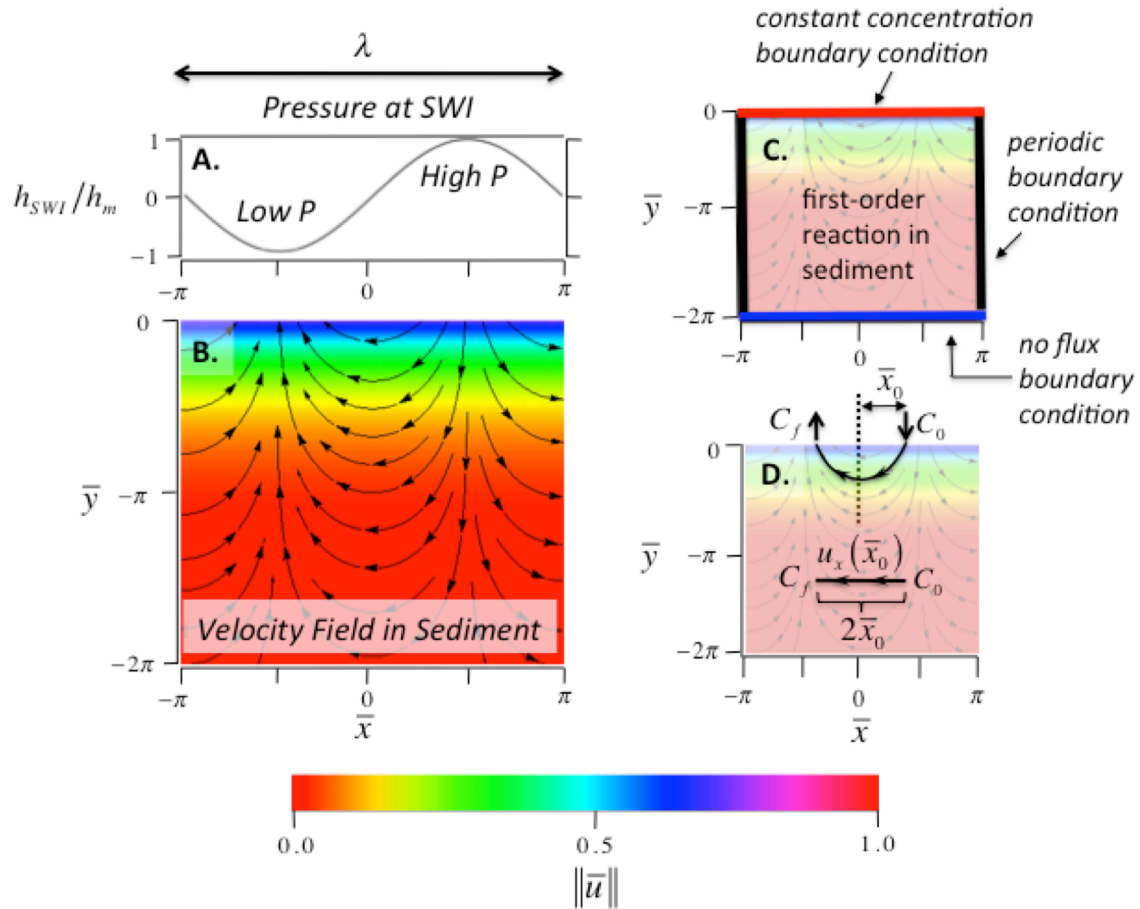 λ
Pressure at SWI
A.
h_SWI/h_m
1
0
−1
High P
Low P
−π
0
π
B.
0
ȳ
−π
−2π
Velocity Field in Sediment
−π
0
π
x̄
constant concentration
boundary condition
0
C.
ȳ
−π
−2π
first-order
reaction in
sediment
periodic
boundary
condition
−π
0
π
no flux
boundary
condition
x̄₀
C_f
C₀
0
D.
ȳ
−π
−2π
u_x(x̄₀)
C_f
C₀
2x̄₀
−π
0
π
x̄
0.0
0.5
1.0
‖ū‖